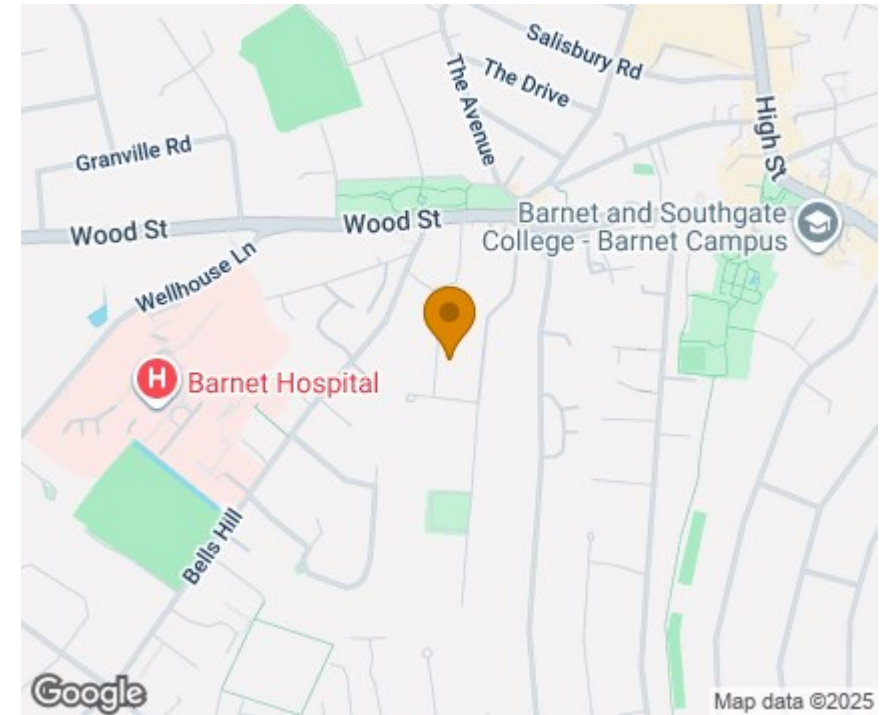 Salisbury Rd
The Drive
The Avenue
High St
Granville Rd
Wood St
Wood St
Barnet and Southgate
College - Barnet Campus
Wellhouse Ln
H
Barnet Hospital
Bells Hill
Google
Map data ©2025